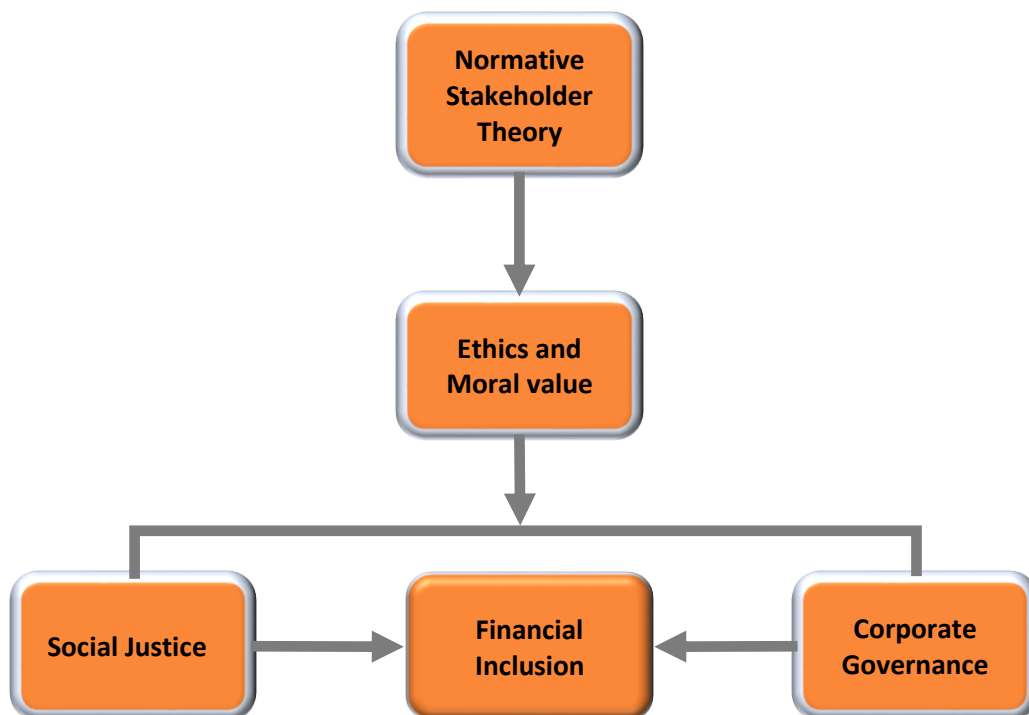 Normative
Stakeholder
Theory
Ethics and
Moral value
Social Justice
Financial
Inclusion
Corporate
Governance